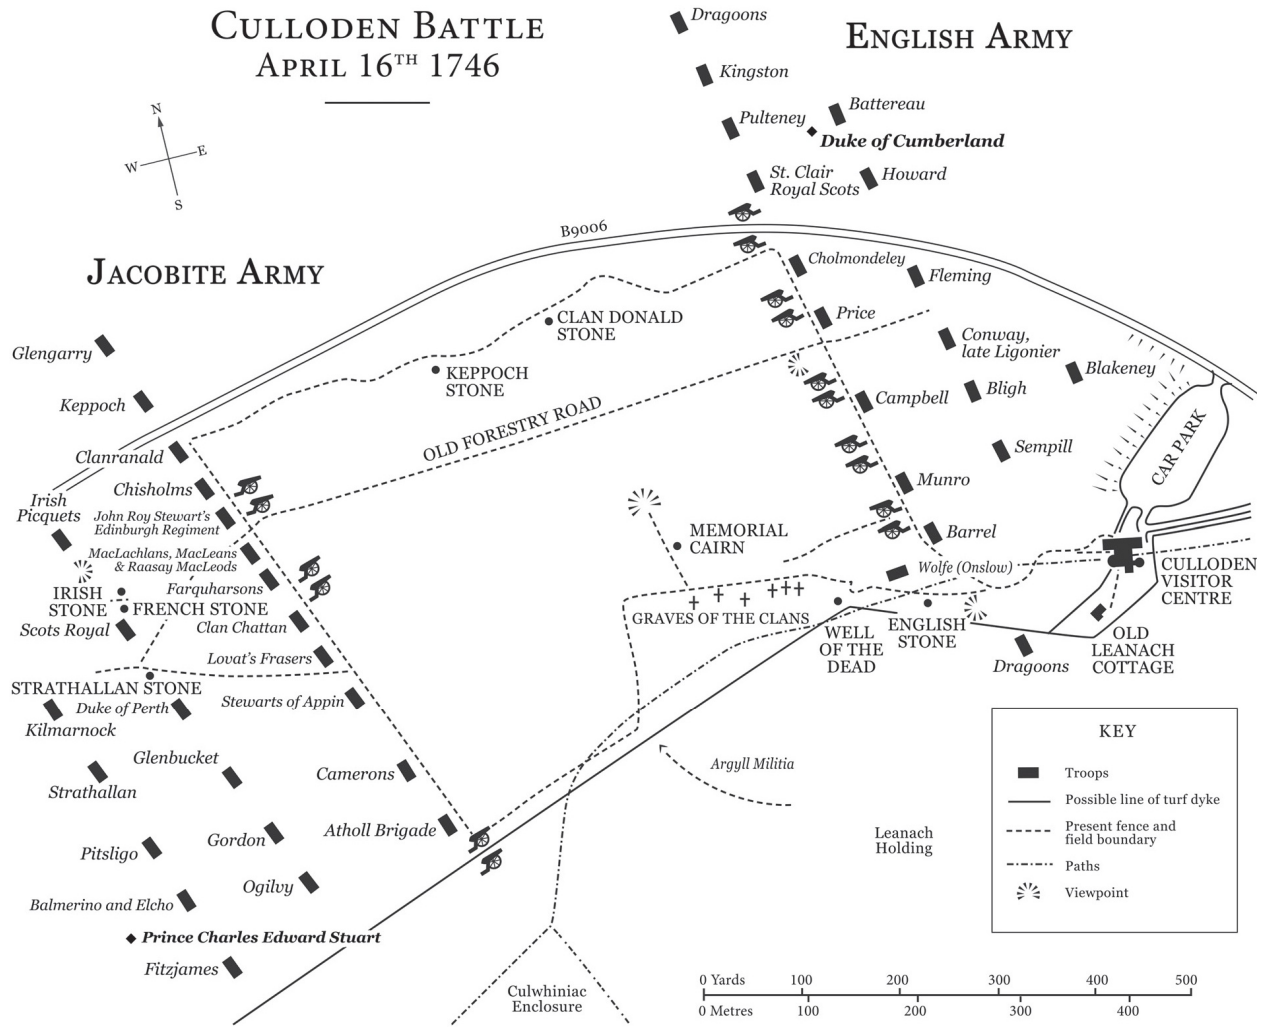 CULLODEN BATTLE
APRIL 16TH 1746
ENGLISH ARMY
JACOBITE ARMY
N
W
E
S
Dragoons
Kingston
Pulteney
Battereau
Duke of Cumberland
St. Clair
Royal Scots
Howard
B9006
Cholmondeley
Fleming
Price
Conway,
late Ligonier
Blakeney
Campbell
Bligh
Sempill
Munro
Barrel
Wolfe (Onslow)
Dragoons
CAR PARK
CLAN DONALD
STONE
KEPPOCH
STONE
OLD FORESTRY ROAD
MEMORIAL
CAIRN
GRAVES OF THE CLANS
WELL
OF THE
DEAD
ENGLISH
STONE
CULLODEN
VISITOR
CENTRE
OLD
LEANACH
COTTAGE
Glengarry
Keppoch
Clanranald
Chisholms
Irish
Picquets
John Roy Stewart's
Edinburgh Regiment
MacLachlans, MacLeans
& Raasay MacLeods
Farquharsons
IRISH
STONE
FRENCH STONE
Scots Royal
Clan Chattan
Lovat's Frasers
STRATHALLAN STONE
Duke of Perth
Stewarts of Appin
Kilmarnock
Glenbucket
Strathallan
Camerons
Pitsligo
Gordon
Atholl Brigade
Balmerino and Elcho
Ogilvy
Prince Charles Edward Stuart
Fitzjames
Argyll Militia
Leanach
Holding
Culwhiniac
Enclosure
KEY
Troops
Possible line of turf dyke
Present fence and
field boundary
Paths
Viewpoint
0 Yards 100 200 300 400 500
0 Metres 100 200 300 400